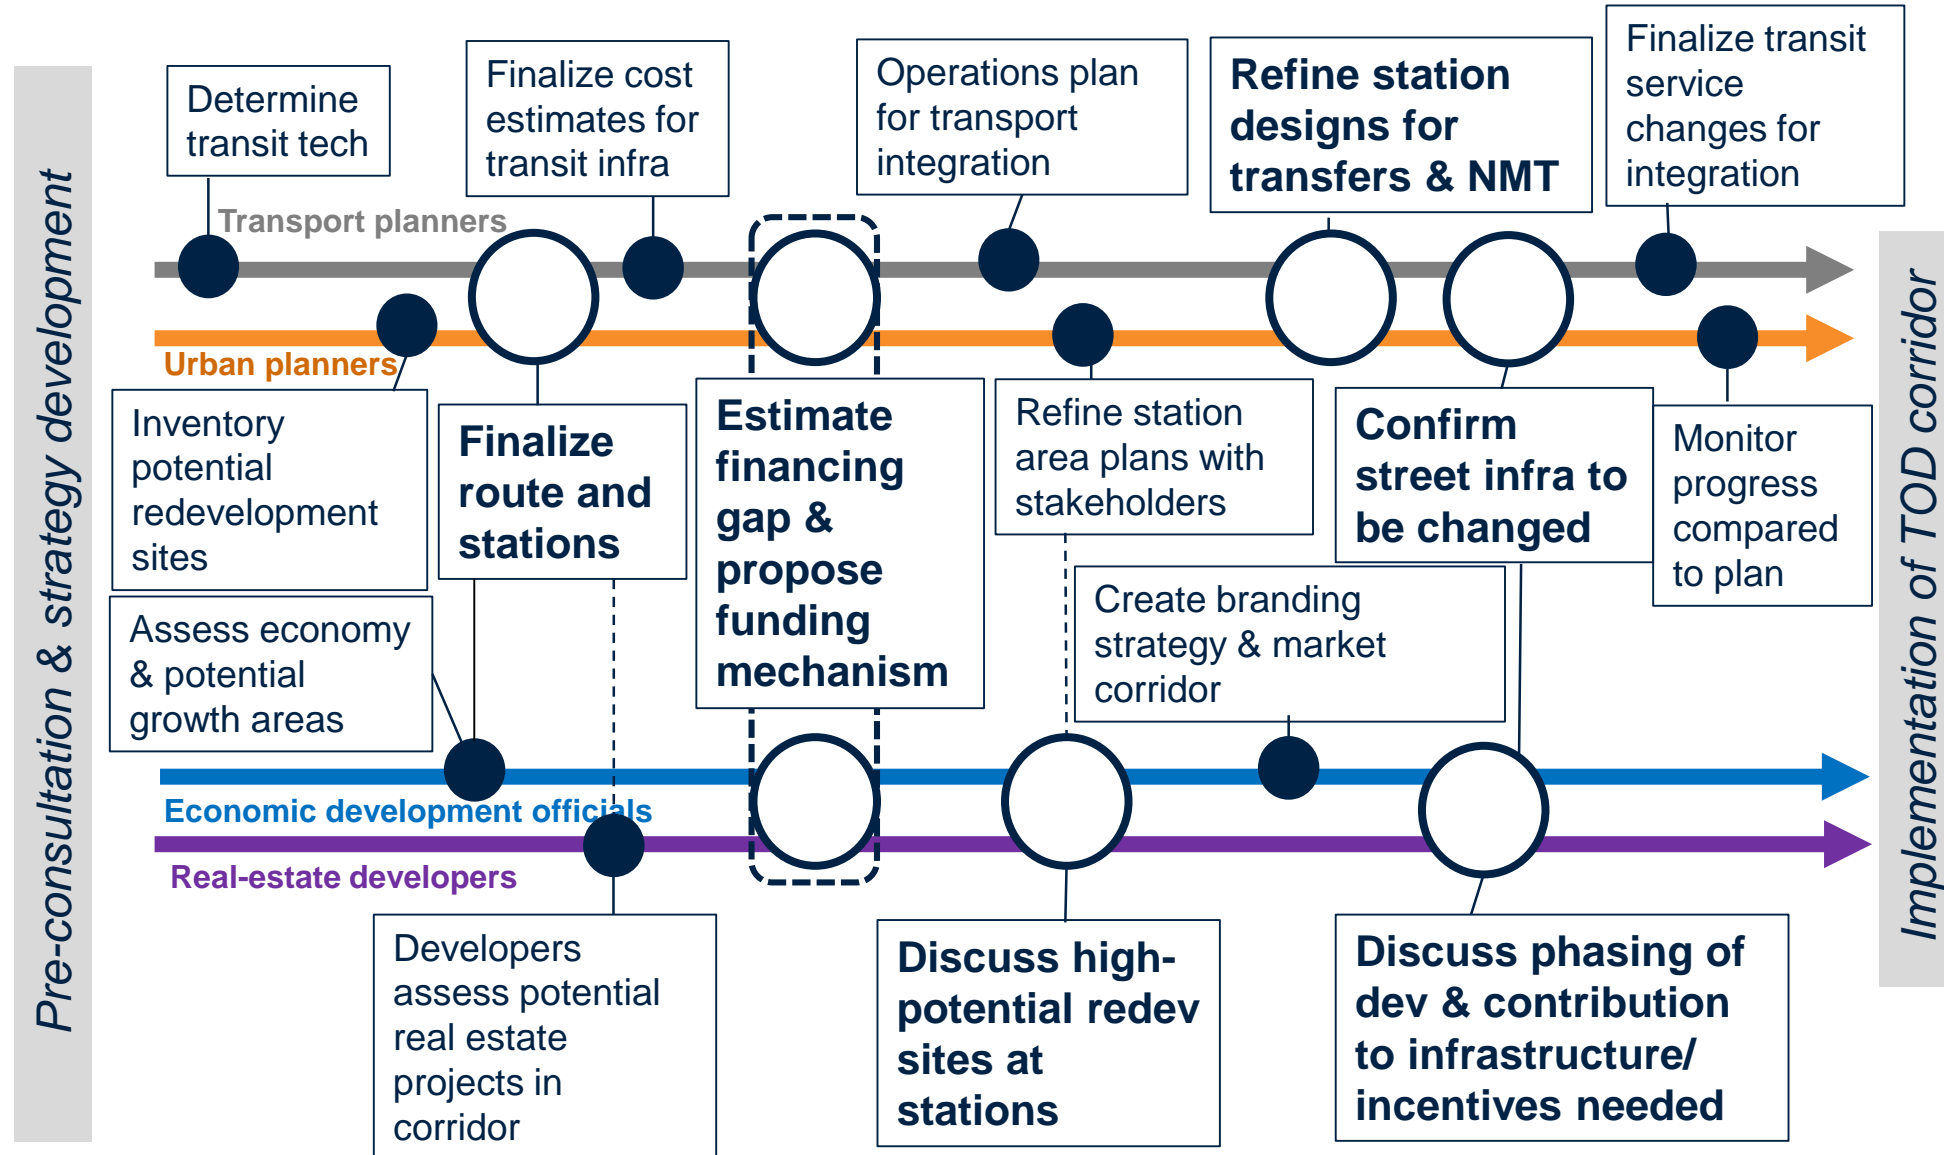 Pre-consultation & strategy development
Determine
transit tech
Finalize cost
estimates for
transit infra
Operations plan
for transport
integration
Refine station
designs for
transfers & NMT
Finalize transit
service
changes for
integration
Transport planners
Urban planners
Inventory
potential
redevelopment
sites
Finalize
route and
stations
Estimate
financing
gap &
propose
funding
mechanism
Refine station
area plans with
stakeholders
Confirm
street infra to
be changed
Monitor
progress
compared
to plan
Assess economy
& potential
growth areas
Create branding
strategy & market
corridor
Economic development officials
Real-estate developers
Developers
assess potential
real estate
projects in
corridor
Discuss high-
potential redev
sites at
stations
Discuss phasing of
dev & contribution
to infrastructure/
incentives needed
Implementation of TOD corridor